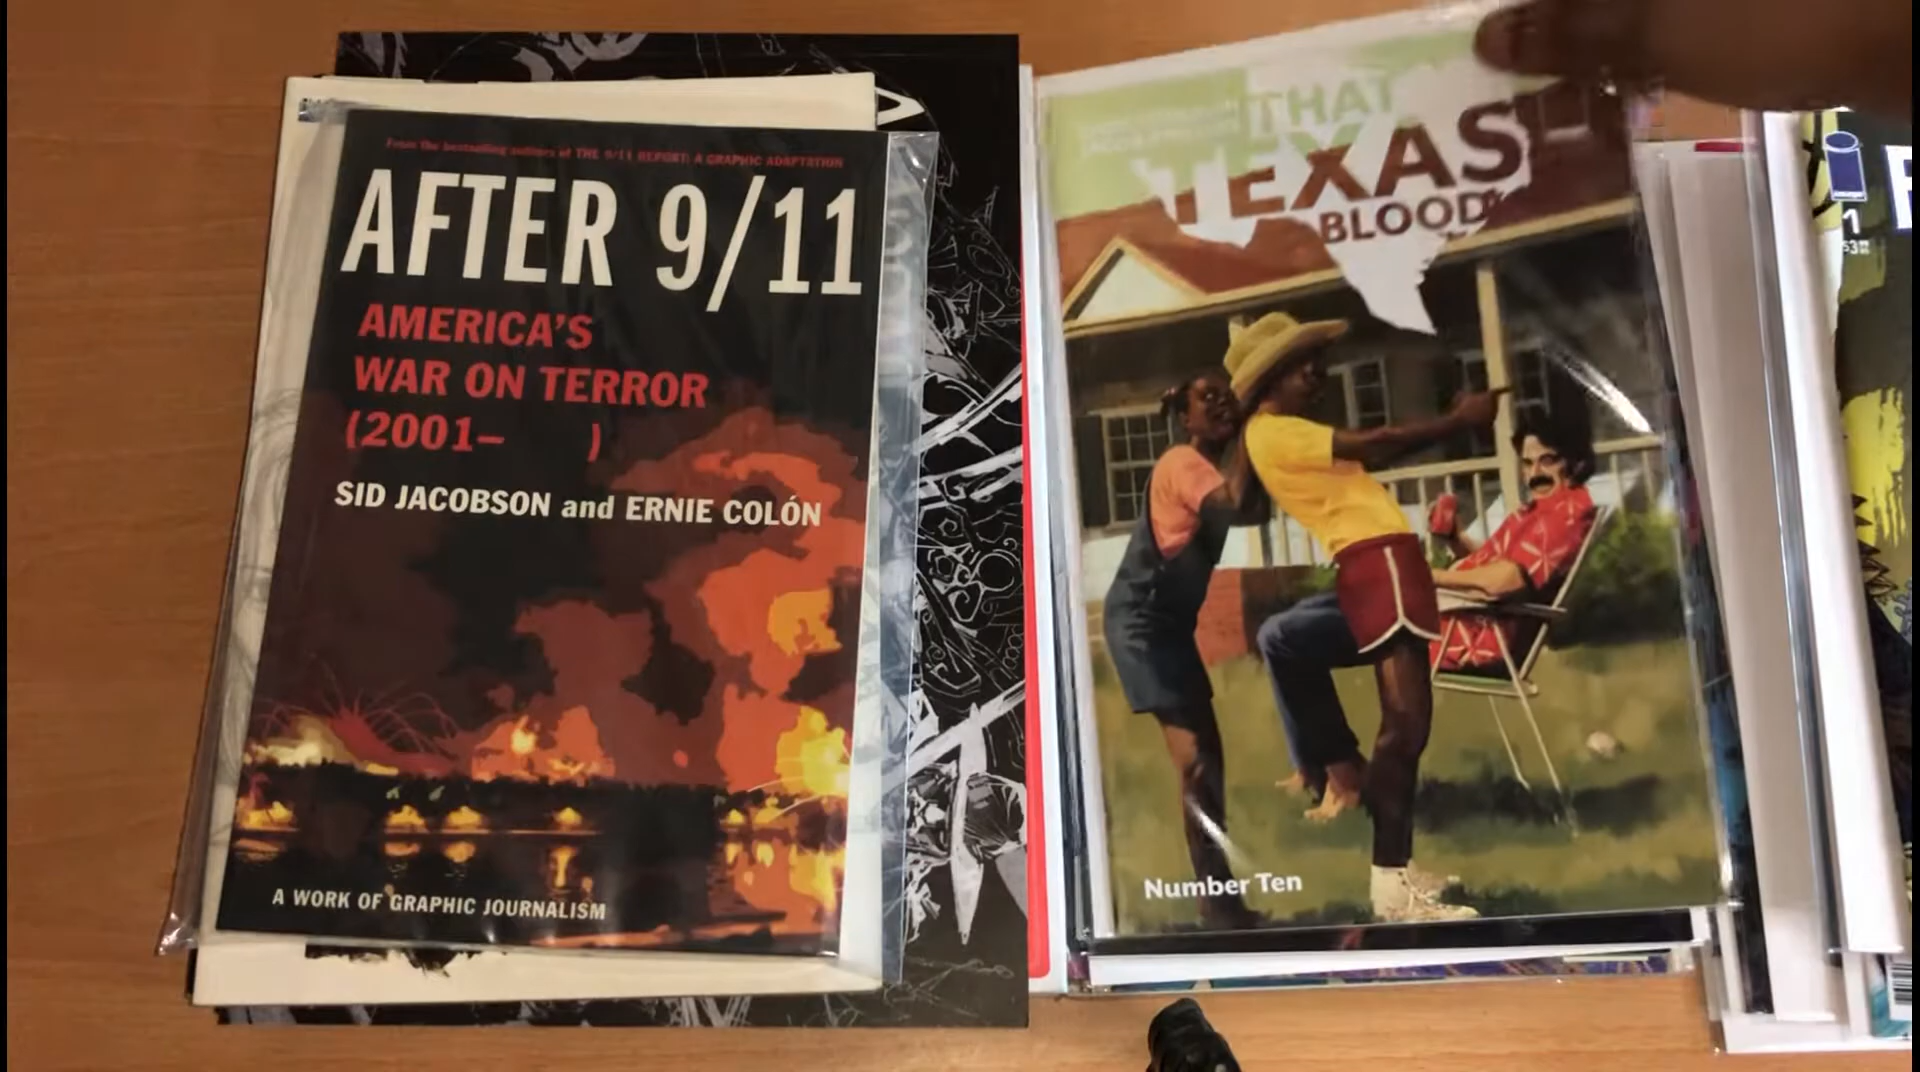 From the bestselling authors of THE 9/11 REPORT: A GRAPHIC ADAPTATION
AFTER 9/11
AMERICA'S
WAR ON TERROR
(2001– )
SID JACOBSON and ERNIE COLÓN
A WORK OF GRAPHIC JOURNALISM
THAT
TEXAS
BLOOD
Number Ten
1